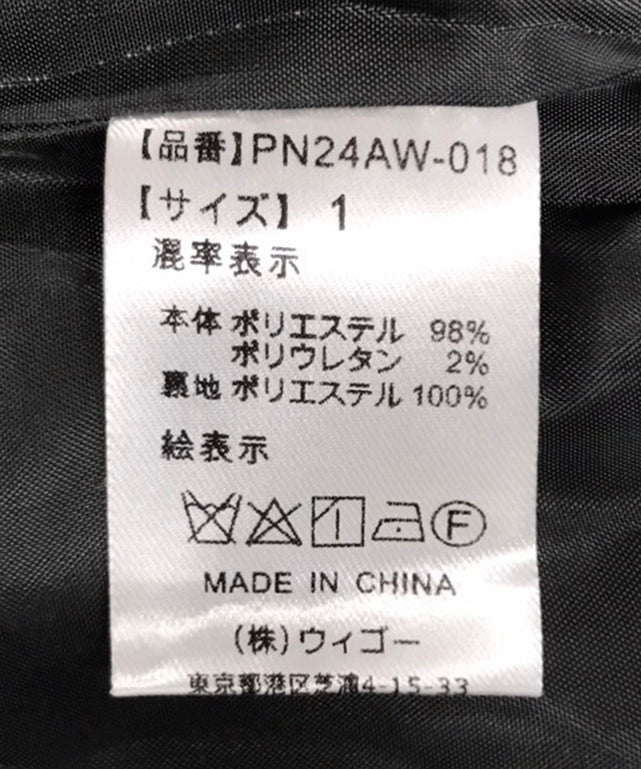 【品番】PN24AW-018
【サイズ】 1
混率表示
本体 ポリエステル 98%
ポリウレタン 2%
裏地 ポリエステル 100%
絵表示
F
MADE IN CHINA
(株)ウィゴー
東京都港区芝浦4-15-33